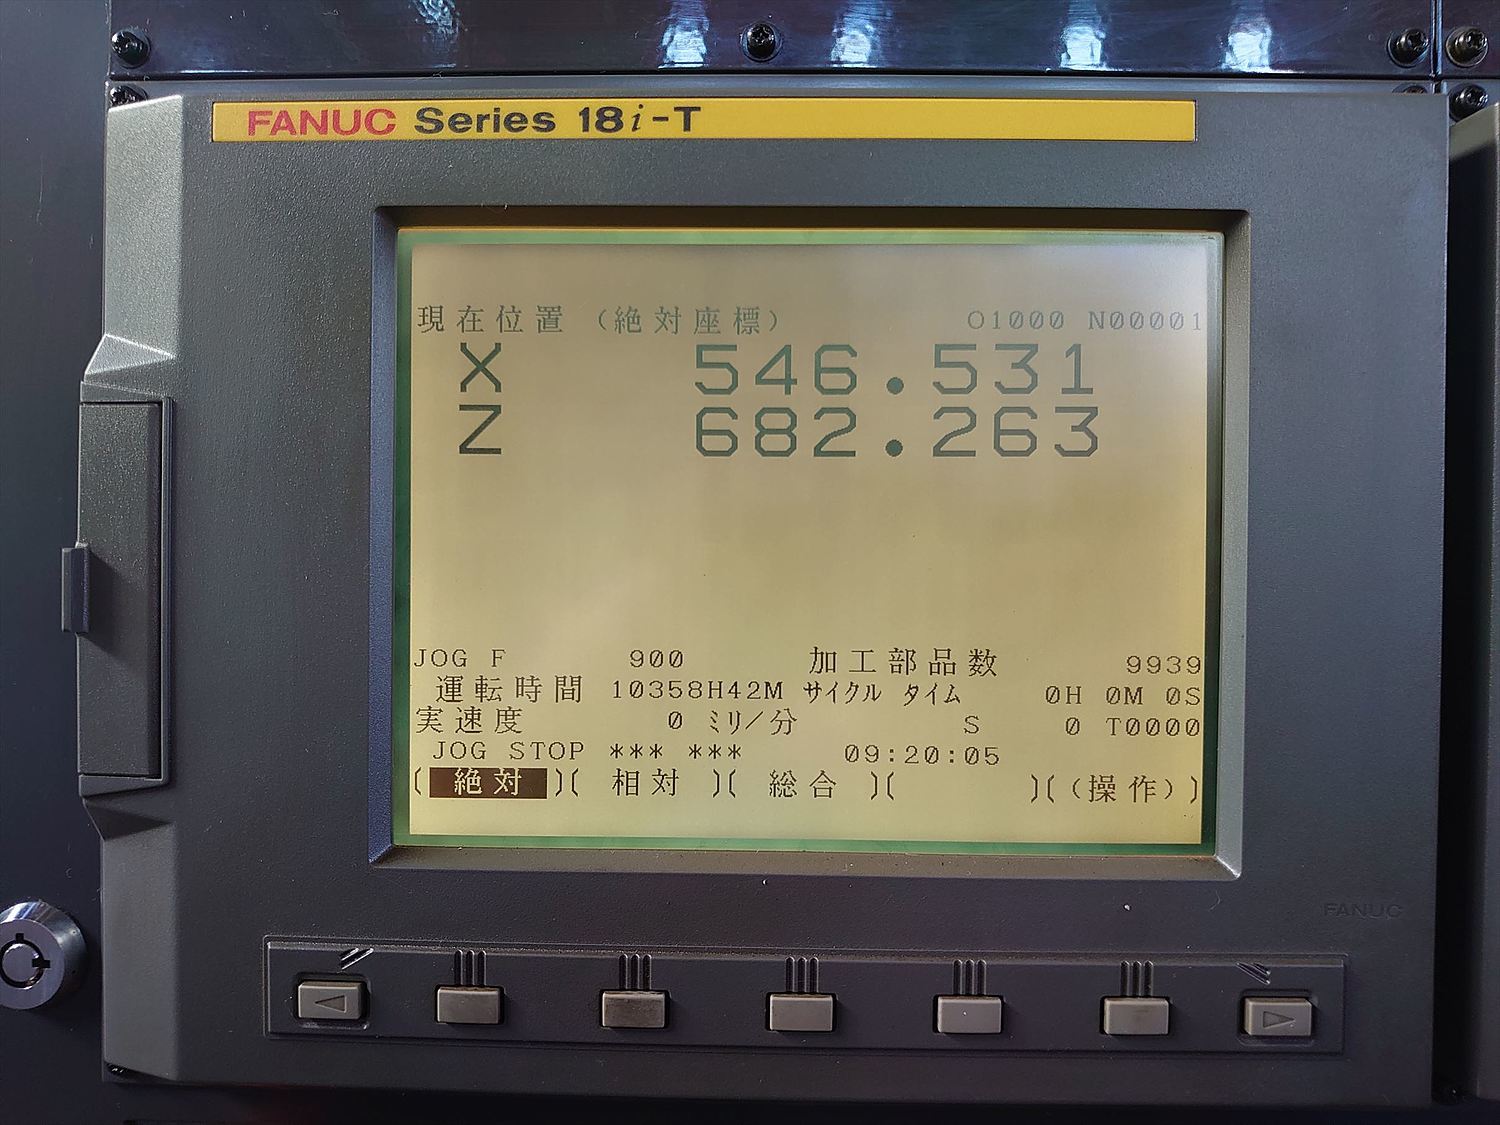 FANUC Series 18i-T
現在位置（絶対座標） O1000 N00001
X 546.531
Z 682.263
JOG F 900 加工部品数 9939
運転時間 10358H42M サイクル タイム 0H 0M 0S
実速度 0 ミリ／分 S 0 T0000
JOG STOP *** *** 09:20:05
[ 絶対 ][ 相対 ][ 総合 ][ ][（操作）]
FANUC